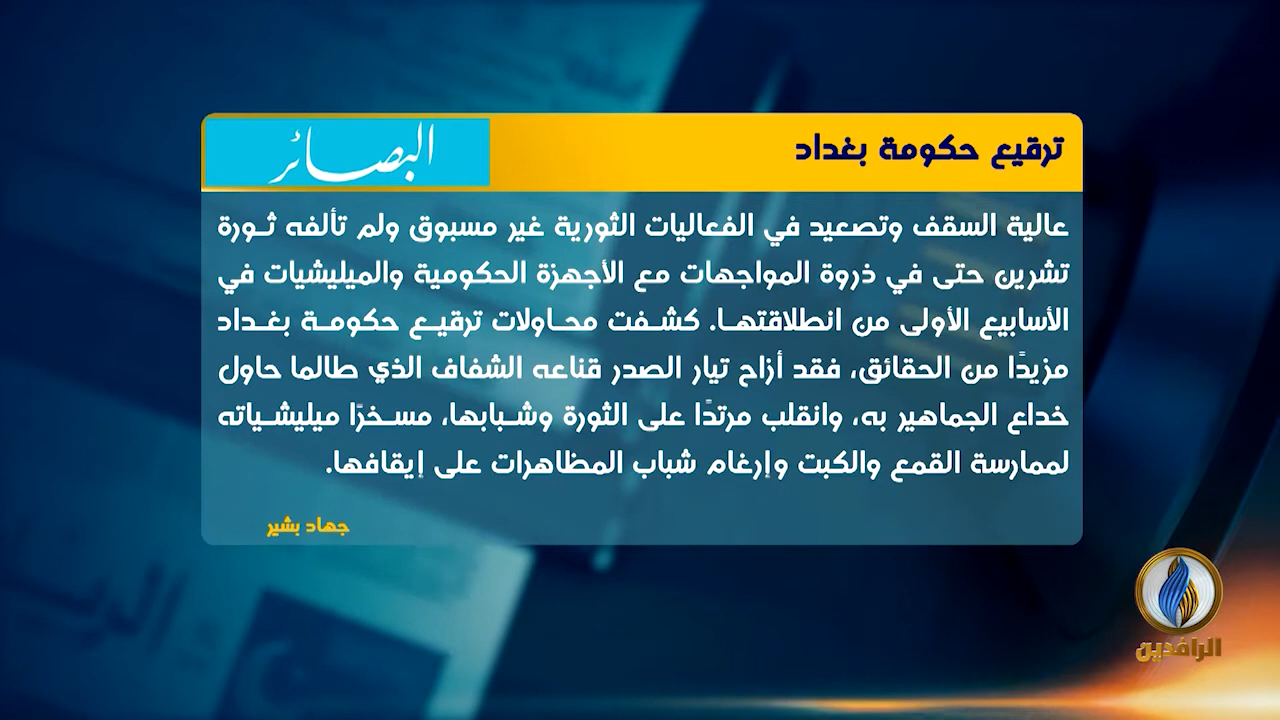 ترقيع حكومة بغداد
البصائر
عالية السقف وتصعيد في الفعاليات الثورية غير مسبوق ولم تألفه ثورة
تشرين حتى في ذروة المواجهات مع الأجهزة الحكومية والميليشيات في
الأسابيع الأولى من انطلاقتها. كشفت محاولات ترقيع حكومة بغداد
مزيدًا من الحقائق، فقد أزاح تيار الصدر قناعه الشفاف الذي طالما حاول
خداع الجماهير به، وانقلب مرتدًا على الثورة وشبابها، مسخرًا ميليشياته
لممارسة القمع والكبت وإرغام شباب المظاهرات على إيقافها.
جهاد بشير
الرافدين